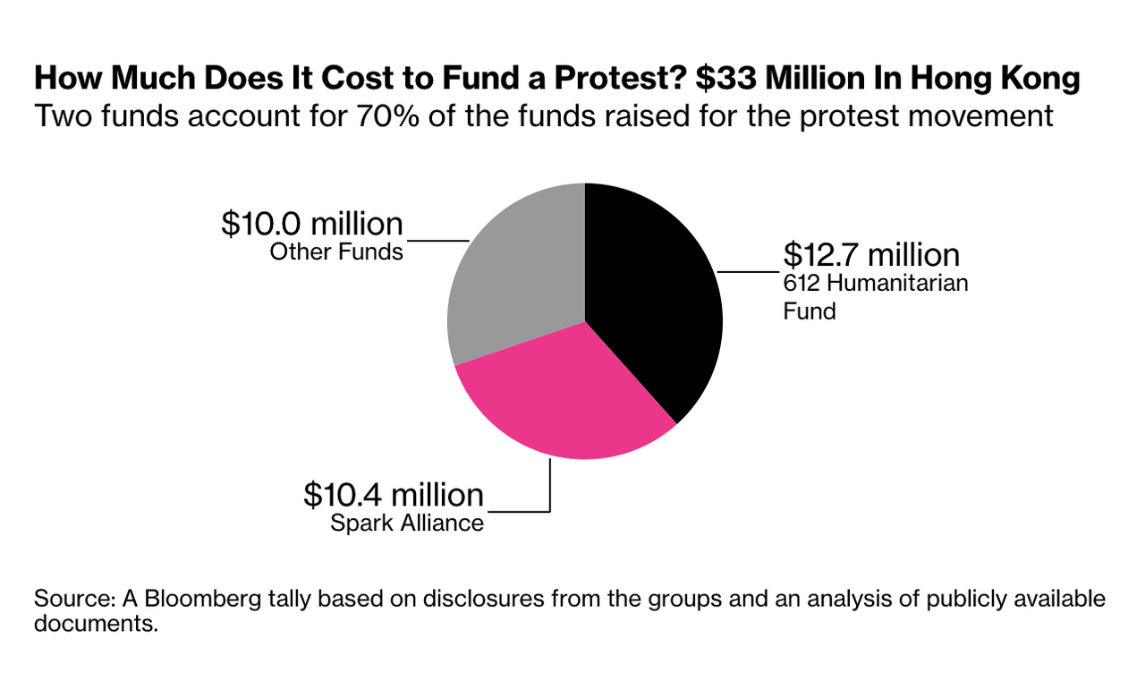 How Much Does It Cost to Fund a Protest? $33 Million In Hong Kong
Two funds account for 70% of the funds raised for the protest movement
$10.0 million
Other Funds
$12.7 million
612 Humanitarian
Fund
$10.4 million
Spark Alliance
Source: A Bloomberg tally based on disclosures from the groups and an analysis of publicly available
documents.